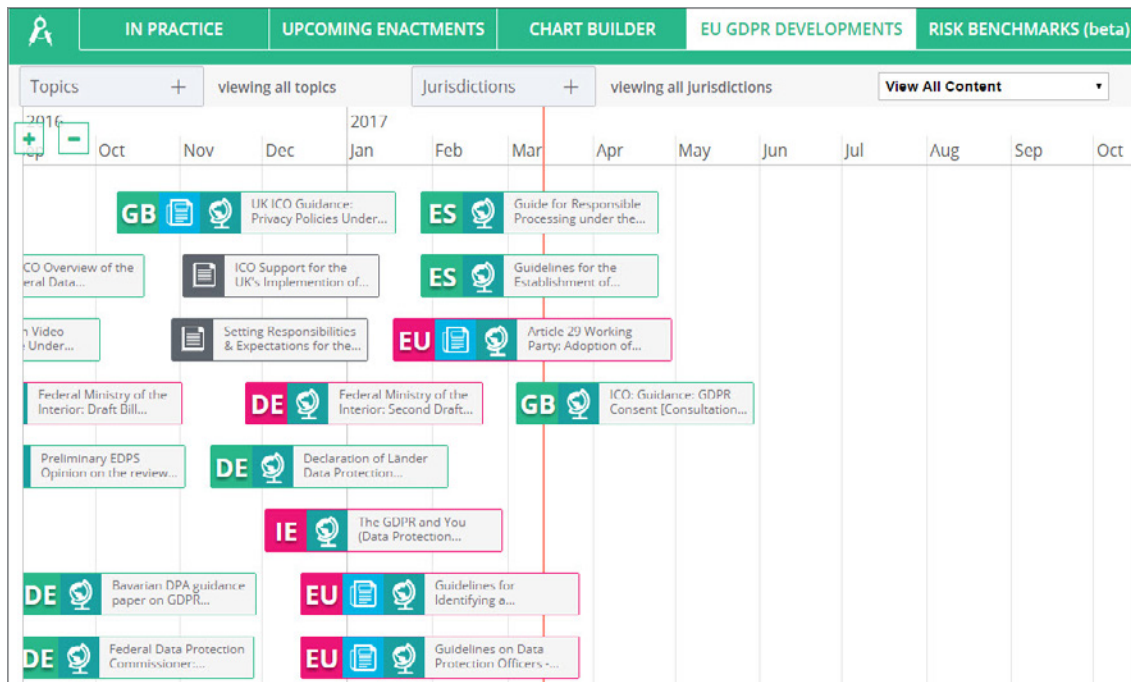 IN PRACTICE
UPCOMING ENACTMENTS
CHART BUILDER
EU GDPR DEVELOPMENTS
RISK BENCHMARKS (beta)
Topics +
viewing all topics
Jurisdictions +
viewing all jurisdictions
View All Content
2016
2017
+ −
Oct
Nov
Dec
Jan
Feb
Mar
Apr
May
Jun
Jul
Aug
Sep
Oct
GB
UK ICO Guidance:
Privacy Policies Under...
ES
Guide for Responsible
Processing under the...
CO Overview of the
eral Data...
ICO Support for the
UK's Implemention of...
ES
Guidelines for the
Establishment of...
Video
Under...
Setting Responsibilities
& Expectations for the...
EU
Article 29 Working
Party: Adoption of...
Federal Ministry of the
Interior: Draft Bill...
DE
Federal Ministry of the
Interior: Second Draft...
GB
ICO: Guidance: GDPR
Consent [Consultation...
Preliminary EDPS
Opinion on the review...
DE
Declaration of Länder
Data Protection...
IE
The GDPR and You
(Data Protection...
DE
Bavarian DPA guidance
paper on GDPR...
EU
Guidelines for
Identifying a...
DE
Federal Data Protection
Commissioner:...
EU
Guidelines on Data
Protection Officers -...